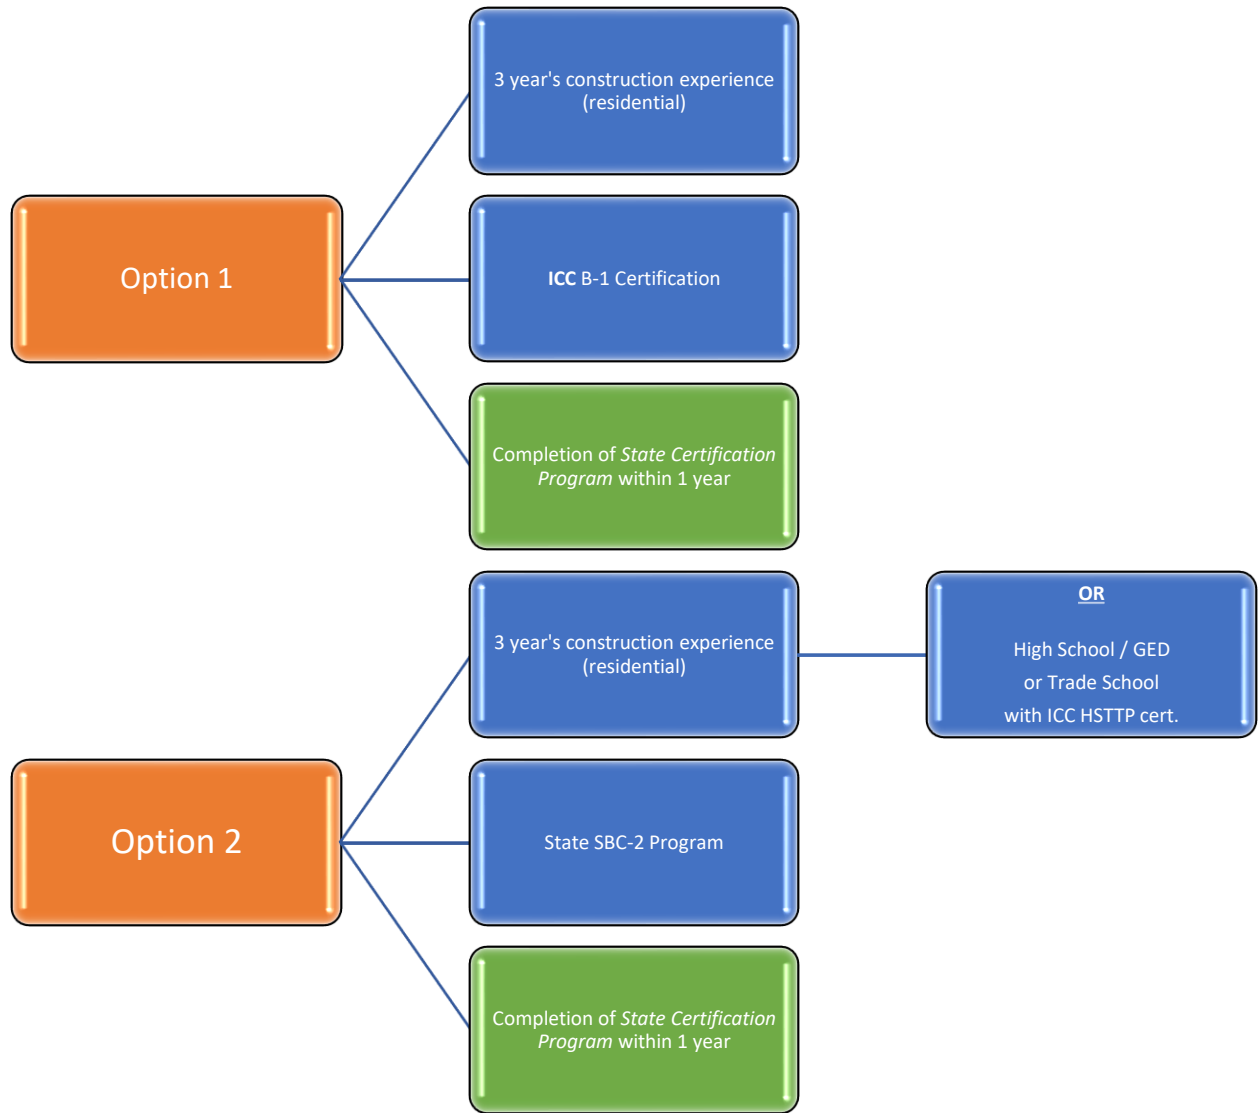 3 year's construction experience
(residential)
Option 1
ICC B-1 Certification
Completion of State Certification
Program within 1 year
3 year's construction experience
(residential)
OR
High School / GED
or Trade School
with ICC HSTTP cert.
Option 2
State SBC-2 Program
Completion of State Certification
Program within 1 year